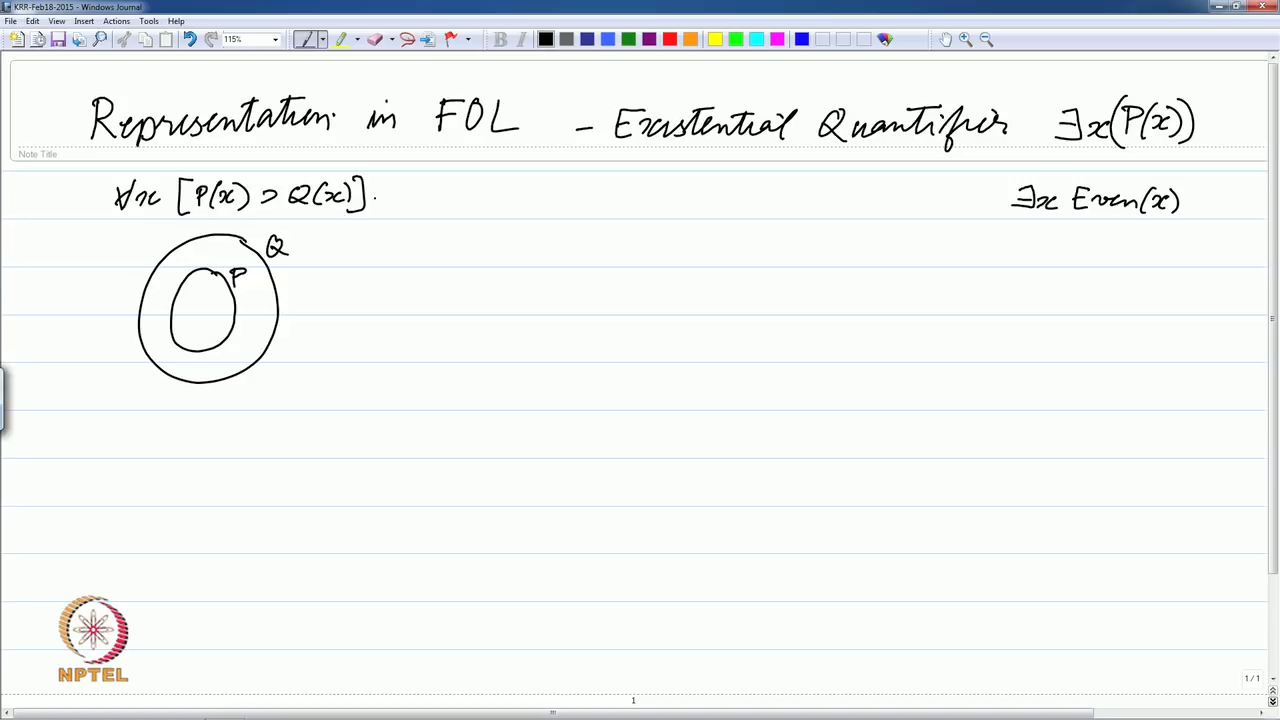 KRR-Feb18-2015 - Windows Journal
File Edit View Insert Actions Tools Help
115%
Representation in FOL - Existential Quantifier ∃x(P(x))
Note Title
∀x [P(x) ⊃ Q(x)].
∃x Even(x)
Q
P
NPTEL
1 / 1
1